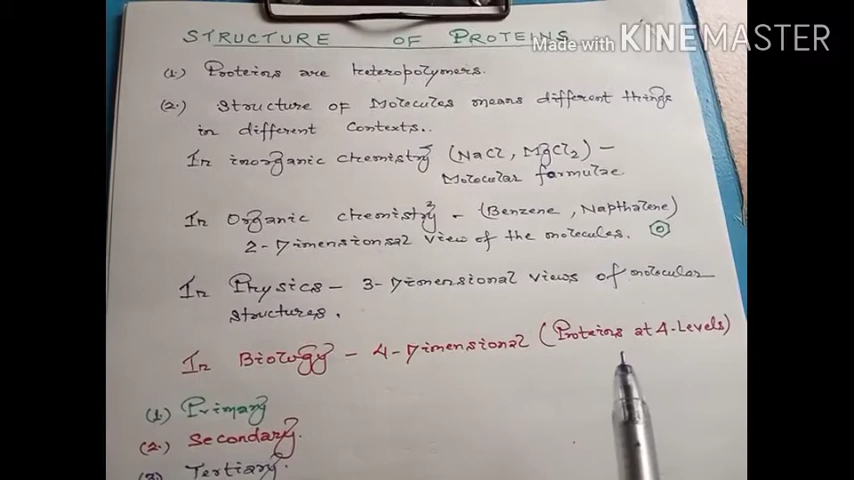 STRUCTURE OF PROTEINS
Made with KINEMASTER
(1.) Proteins are heteropolymers.
(2.) Structure of Molecules means different things
in different Contexts..
In inorganic chemistry (NaCl, MgCl2) -
Molecular formulae.
In Organic chemistry - (Benzene, Napthalene)
2-Dimensionsal view of the molecules.
In Physics - 3-Dimensional views of molecular
structures.
In Biology - 4-Dimensional (Proteins at 4-Levels)
(1.) Primary
(2.) Secondary.
(3) Tertiary.